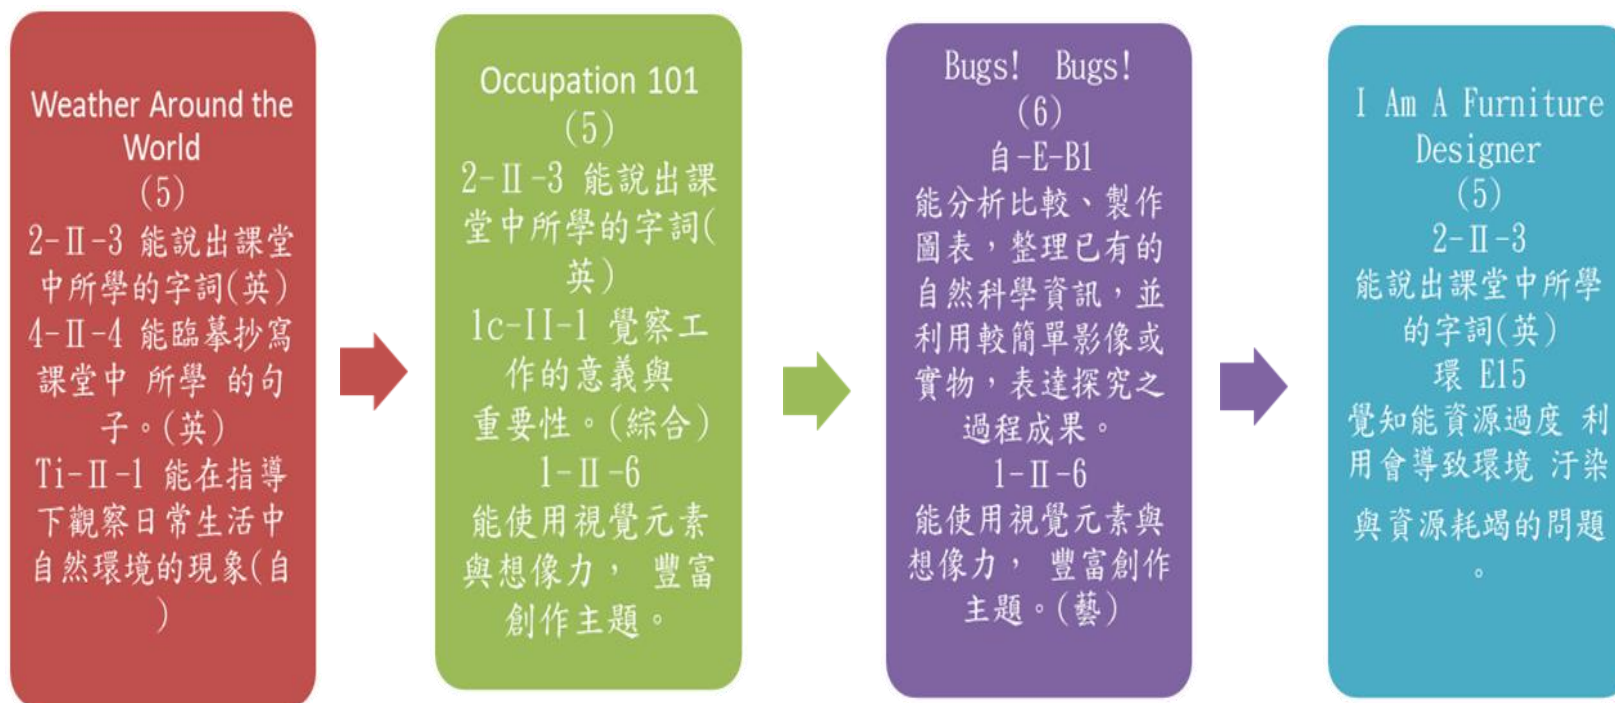 Weather Around the
World
(5)
2-Ⅱ-3 能說出課堂
中所學的字詞(英)
4-Ⅱ-4 能臨摹抄寫
課堂中 所學 的句
子。(英)
Ti-Ⅱ-1 能在指導
下觀察日常生活中
自然環境的現象(自
)
Occupation 101
(5)
2-Ⅱ-3 能說出課
堂中所學的字詞(
英)
1c-II-1 覺察工
作的意義與
重要性。(綜合)
1-Ⅱ-6
能使用視覺元素
與想像力， 豐富
創作主題。
Bugs! Bugs!
(6)
自-E-B1
能分析比較、製作
圖表，整理已有的
自然科學資訊，並
利用較簡單影像或
實物，表達探究之
過程成果。
1-Ⅱ-6
能使用視覺元素與
想像力， 豐富創作
主題。(藝)
I Am A Furniture
Designer
(5)
2-Ⅱ-3
能說出課堂中所學
的字詞(英)
環 E15
覺知能資源過度 利
用會導致環境 汙染
與資源耗竭的問題
。